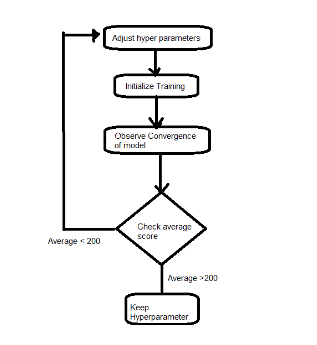 Adjust hyper parameters
Initialize Training
Observe Convergence
of model
Check average
score
Average < 200
Average >200
Keep
Hyperparameter